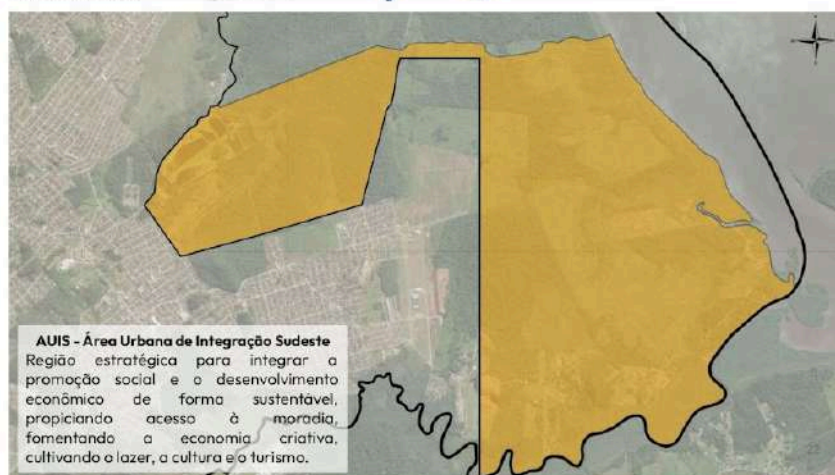 AUIS - Área Urbana de Integração Sudeste
Região estratégica para integrar a
promoção social e o desenvolvimento
econômico de forma sustentável,
propiciando acesso à moradia,
fomentando a economia criativa,
cultivando o lazer, a cultura e o turismo.